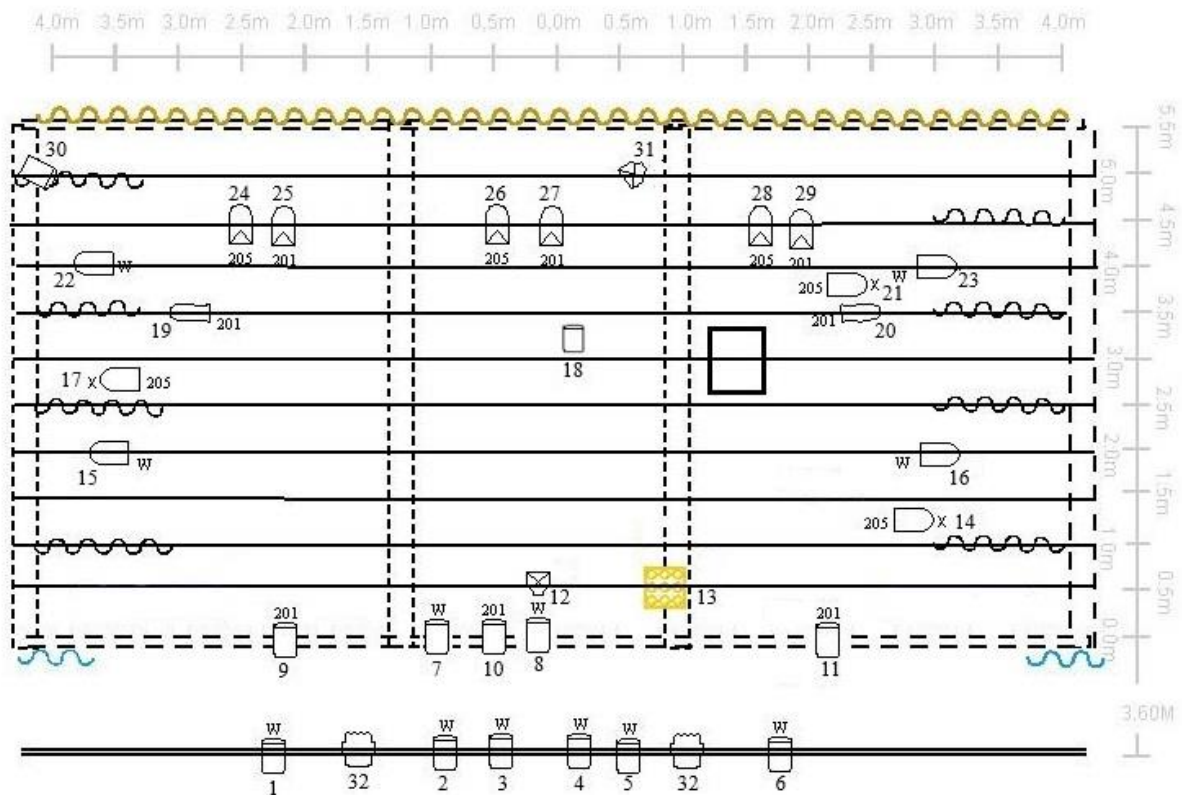 4.0m 3.5m 3.0m 2.5m 2.0m 1.5m 1.0m 0.5m 0.0m 0.5m 1.0m 1.5m 2.0m 2.5m 3.0m 3.5m 4.0m
5.5m
30 31
5.0m
24 25 26 27 28 29
4.5m
205 201 205 201 205 201
22 W W 23
4.0m
205 x 21
3.5m
19 201 201 20
18
3.0m
17 x 205
2.5m
2.0m
15 W W 16
1.5m
205 x 14
1.0m
12 13
0.5m
201 W 201 W 201
0.0m
9 7 10 8 11
3.60M
W W W W W W
1 32 2 3 4 5 32 6